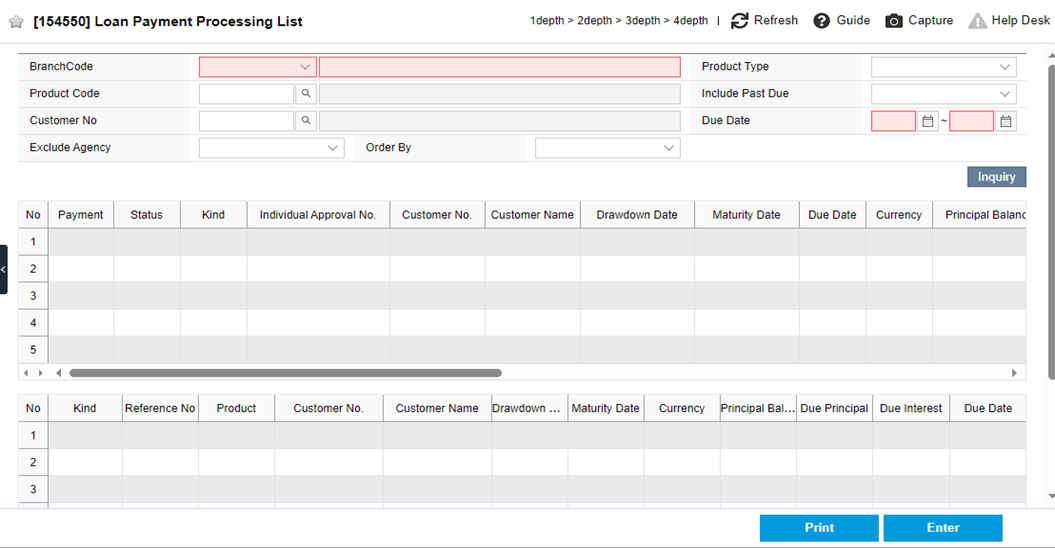 [154550] Loan Payment Processing List 1depth > 2depth > 3depth > 4depth | Refresh Guide Capture Help Desk
BranchCode Product Type
Product Code Include Past Due
Customer No Due Date ~
Exclude Agency Order By
Inquiry
No Payment Status Kind Individual Approval No. Customer No. Customer Name Drawdown Date Maturity Date Due Date Currency Principal Balanc
1
2
3
4
5
No Kind Reference No Product Customer No. Customer Name Drawdown ... Maturity Date Currency Principal Bal... Due Principal Due Interest Due Date
1
2
3
Print Enter